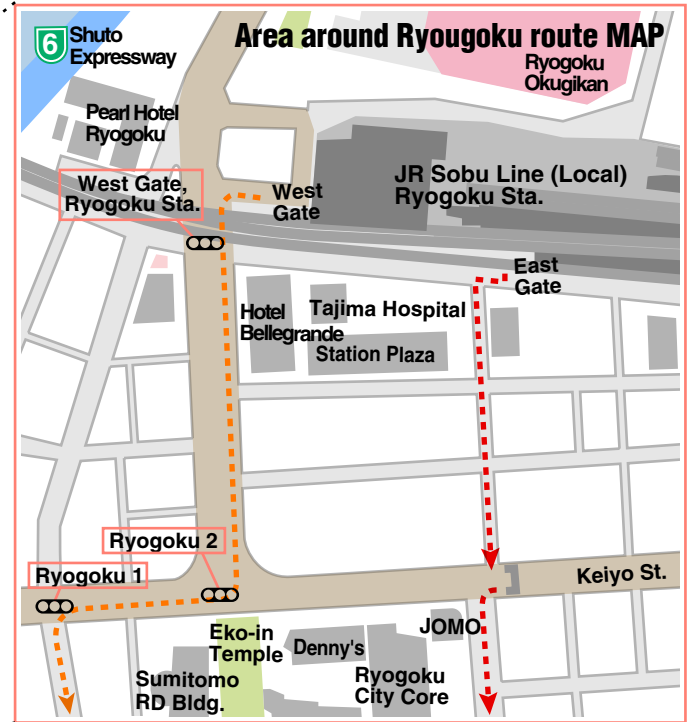 6
Shuto
Expressway
Area around Ryougoku route MAP
Ryogoku
Okugikan
Pearl Hotel
Ryogoku
JR Sobu Line (Local)
Ryogoku Sta.
West Gate,
Ryogoku Sta.
West
Gate
East
Gate
Hotel
Bellegrande
Tajima Hospital
Station Plaza
Ryogoku 2
Ryogoku 1
Keiyo St.
Eko-in
Temple
Denny's
JOMO
Sumitomo
RD Bldg.
Ryogoku
City Core